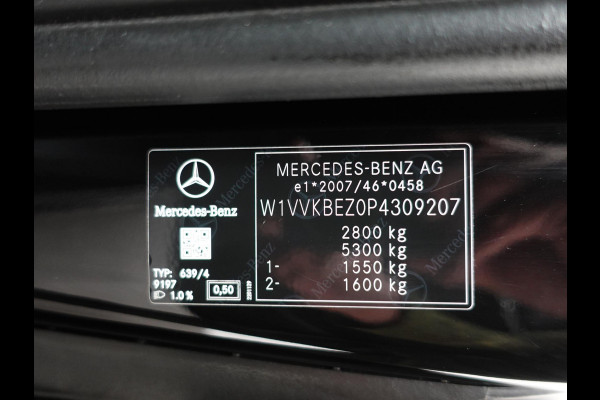 MERCEDES-BENZ AG
e1*2007/46*0458
W1VVKBEZ0P4309207
2800 kg
5300 kg
1- 1550 kg
2- 1600 kg
Mercedes-Benz
TYP: 639/4
9197
1.0 %
0,50